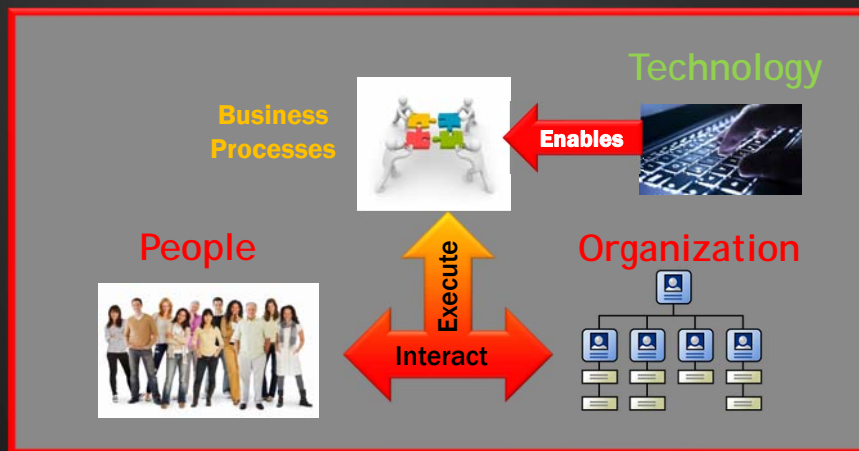 Technology
Business
Processes
Enables
People
Organization
Execute
Interact